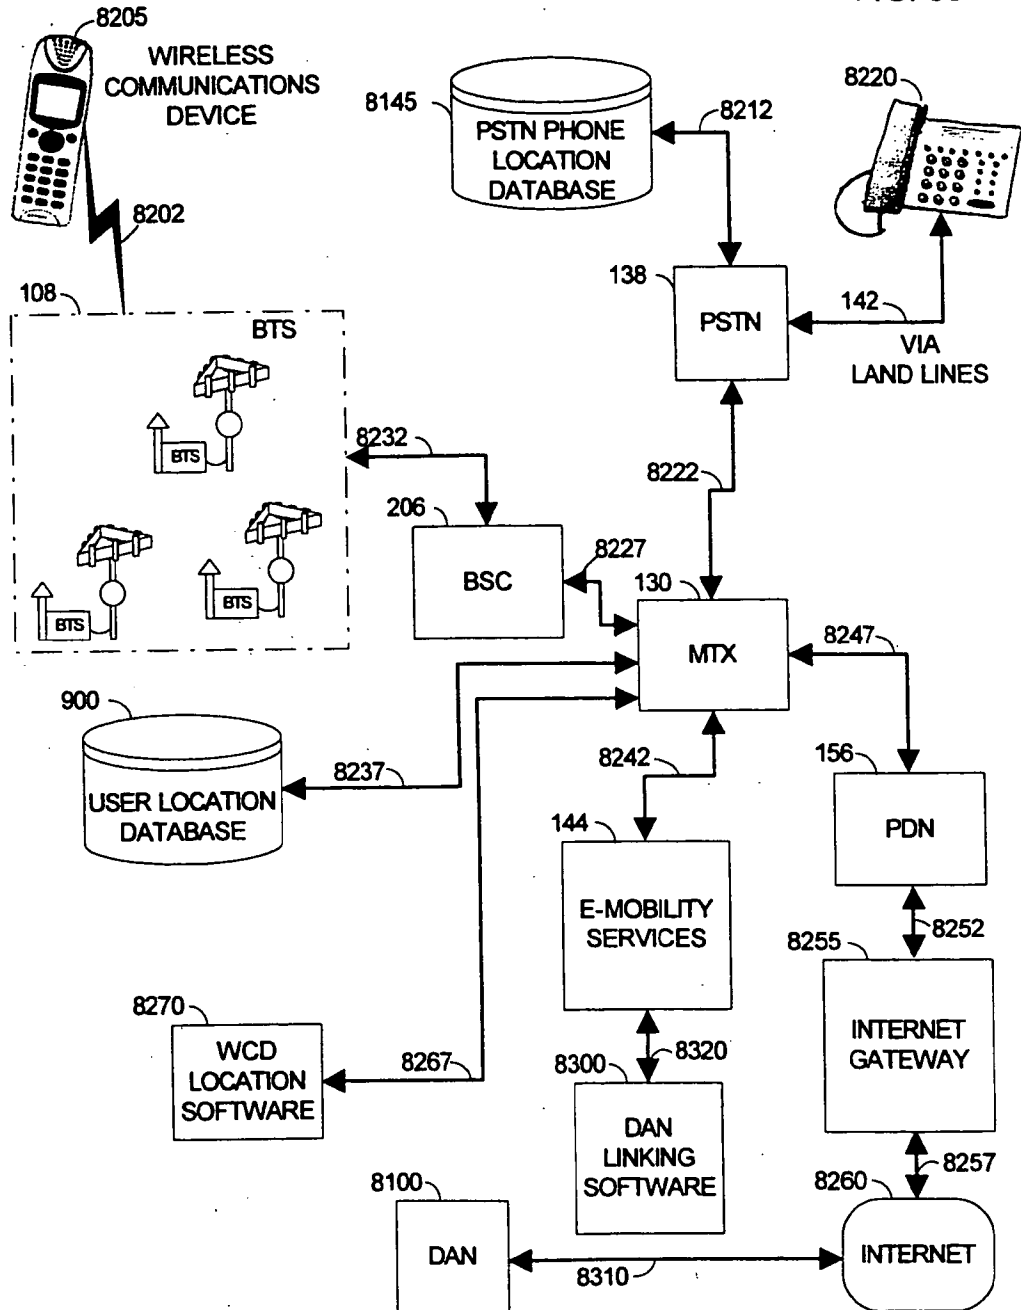 8205
WIRELESS
COMMUNICATIONS
DEVICE
8145
PSTN PHONE
LOCATION
DATABASE
8212
8220
8202
138
PSTN
142
VIA
LAND LINES
108
BTS
BTS
BTS
BTS
8232
8222
206
BSC
8227
130
MTX
8247
900
USER LOCATION
DATABASE
8237
8242
156
PDN
144
E-MOBILITY
SERVICES
8252
8255
INTERNET
GATEWAY
8270
WCD
LOCATION
SOFTWARE
8267
8320
8300
DAN
LINKING
SOFTWARE
8257
8260
INTERNET
8100
DAN
8310